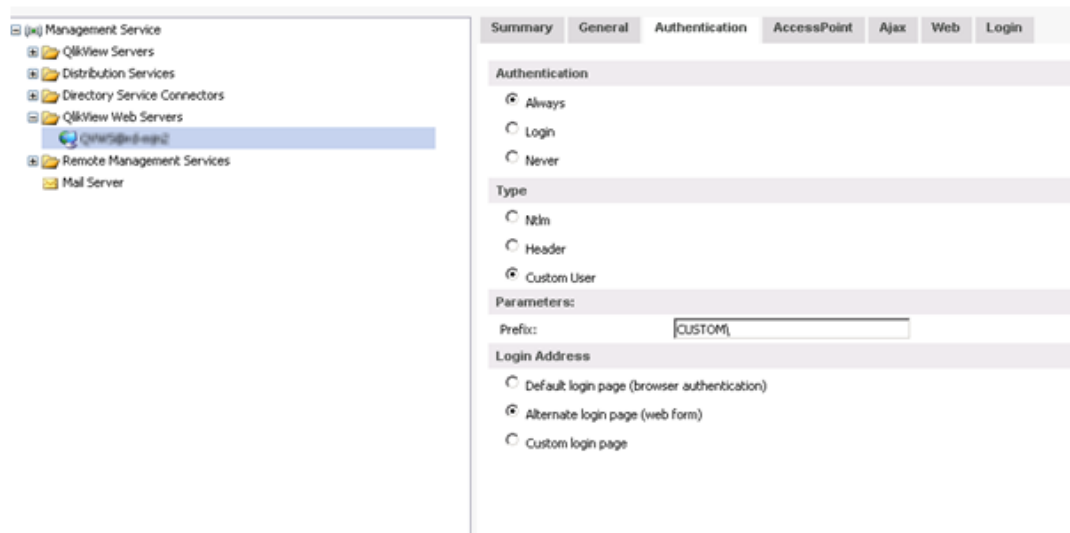 Management Service
QlikView Servers
Distribution Services
Directory Service Connectors
QlikView Web Servers
Remote Management Services
Mail Server
Summary General Authentication AccessPoint Ajax Web Login
Authentication
Always
Login
Never
Type
Ntlm
Header
Custom User
Parameters:
Prefix: CUSTOM\
Login Address
Default login page (browser authentication)
Alternate login page (web form)
Custom login page